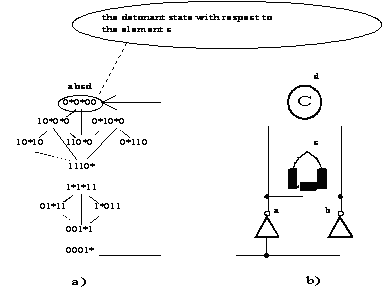 the detonant state with respect to
the element s
absd
0*0*00
d
C
10*0*0 0*10*0
10*10 110*0 0*110
s
1110*
1*1*11
01*11 1*011
a b
001*1
0001*
a) b)